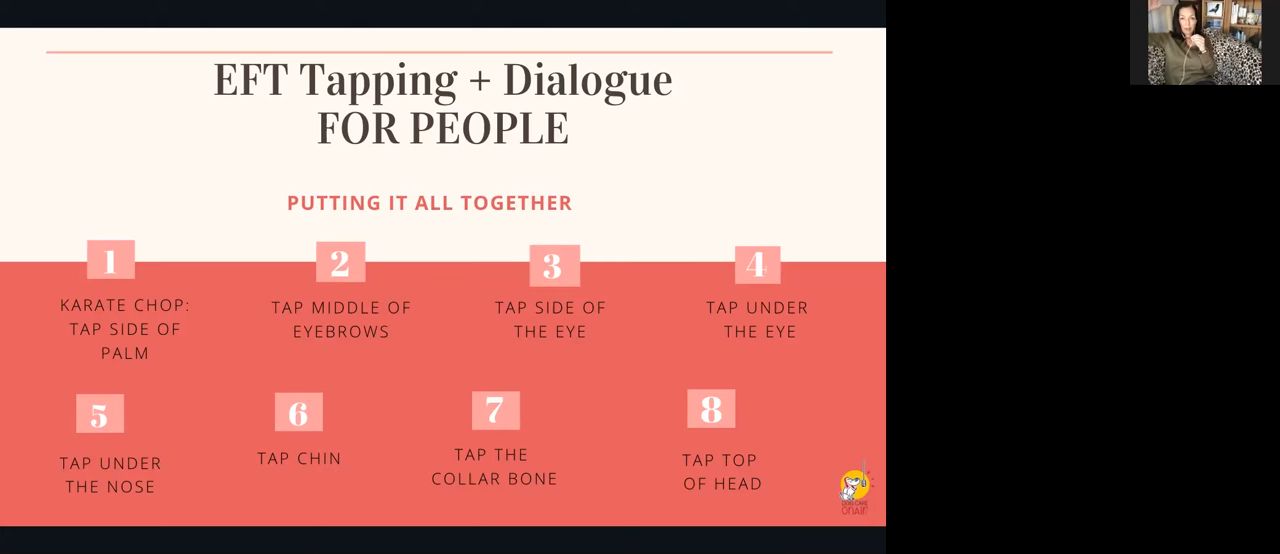 EFT Tapping + Dialogue
FOR PEOPLE
PUTTING IT ALL TOGETHER
1
KARATE CHOP:
TAP SIDE OF
PALM
2
TAP MIDDLE OF
EYEBROWS
3
TAP SIDE OF
THE EYE
4
TAP UNDER
THE EYE
5
TAP UNDER
THE NOSE
6
TAP CHIN
7
TAP THE
COLLAR BONE
8
TAP TOP
OF HEAD